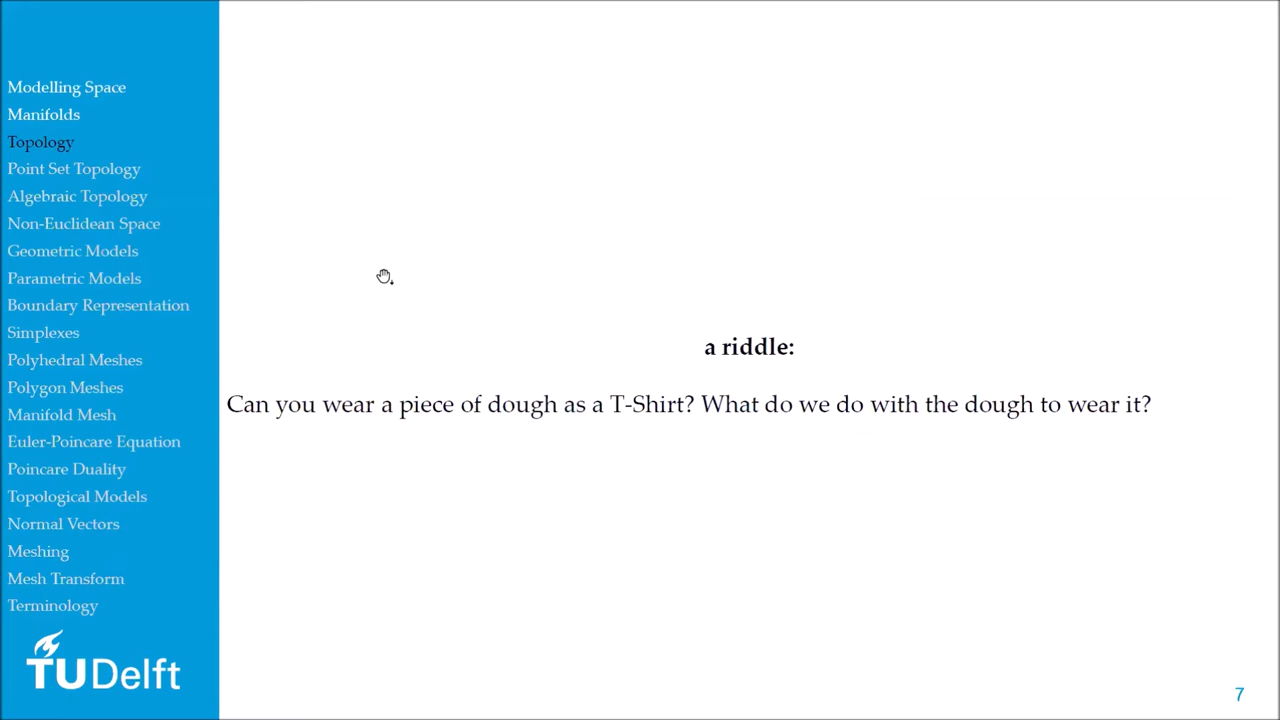 Modelling Space
Manifolds
Topology
Point Set Topology
Algebraic Topology
Non-Euclidean Space
Geometric Models
Parametric Models
Boundary Representation
Simplexes
Polyhedral Meshes
Polygon Meshes
Manifold Mesh
Euler-Poincare Equation
Poincare Duality
Topological Models
Normal Vectors
Meshing
Mesh Transform
Terminology
TUDelft
a riddle:
Can you wear a piece of dough as a T-Shirt? What do we do with the dough to wear it?
7